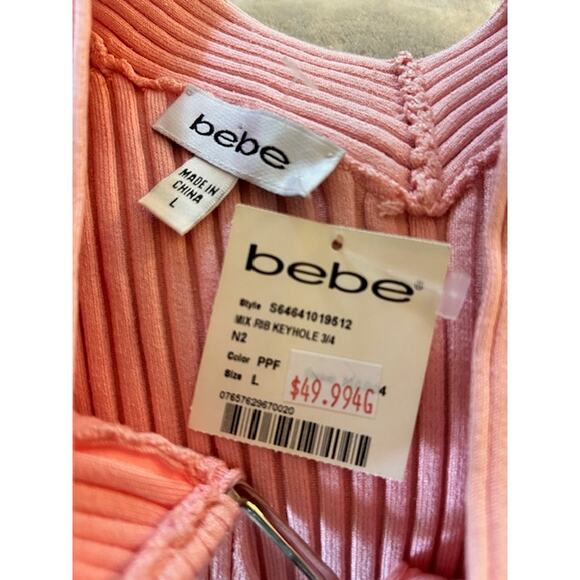 bebe
MADE IN
CHINA
L
bebe®
Style S64641019512
MIX RIB KEYHOLE 3/4
N2
Color PPF
4
Size L
$49.994G
07657629670020